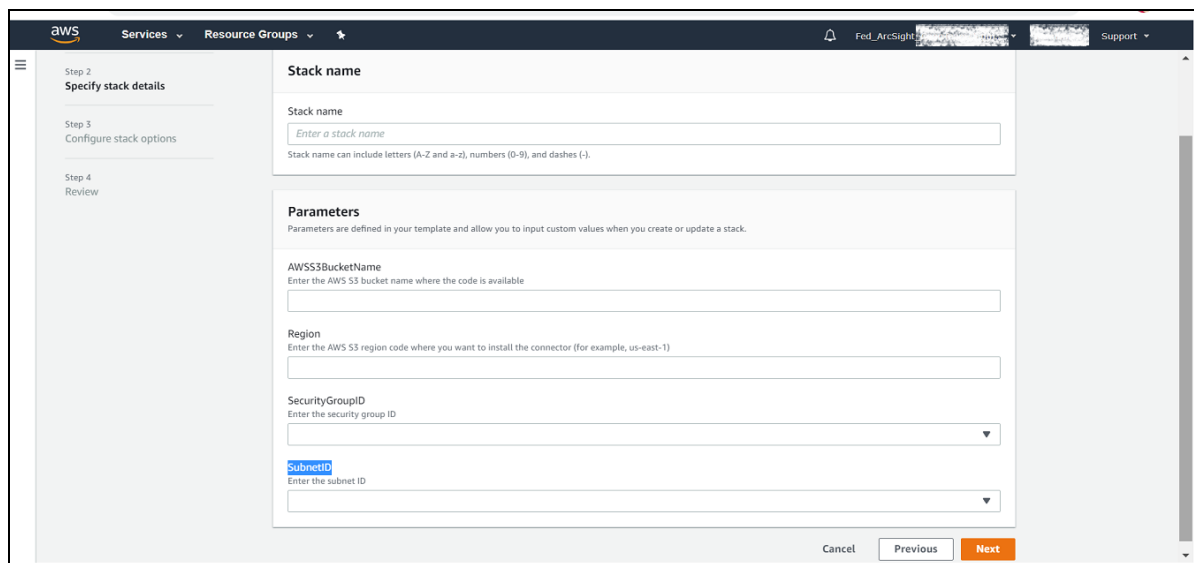 aws Services Resource Groups Fed_ArcSight Support
Step 2
Specify stack details
Step 3
Configure stack options
Step 4
Review
Stack name
Stack name
Enter a stack name
Stack name can include letters (A-Z and a-z), numbers (0-9), and dashes (-).
Parameters
Parameters are defined in your template and allow you to input custom values when you create or update a stack.
AWSS3BucketName
Enter the AWS S3 bucket name where the code is available
Region
Enter the AWS S3 region code where you want to install the connector (for example, us-east-1)
SecurityGroupID
Enter the security group ID
SubnetID
Enter the subnet ID
Cancel Previous Next